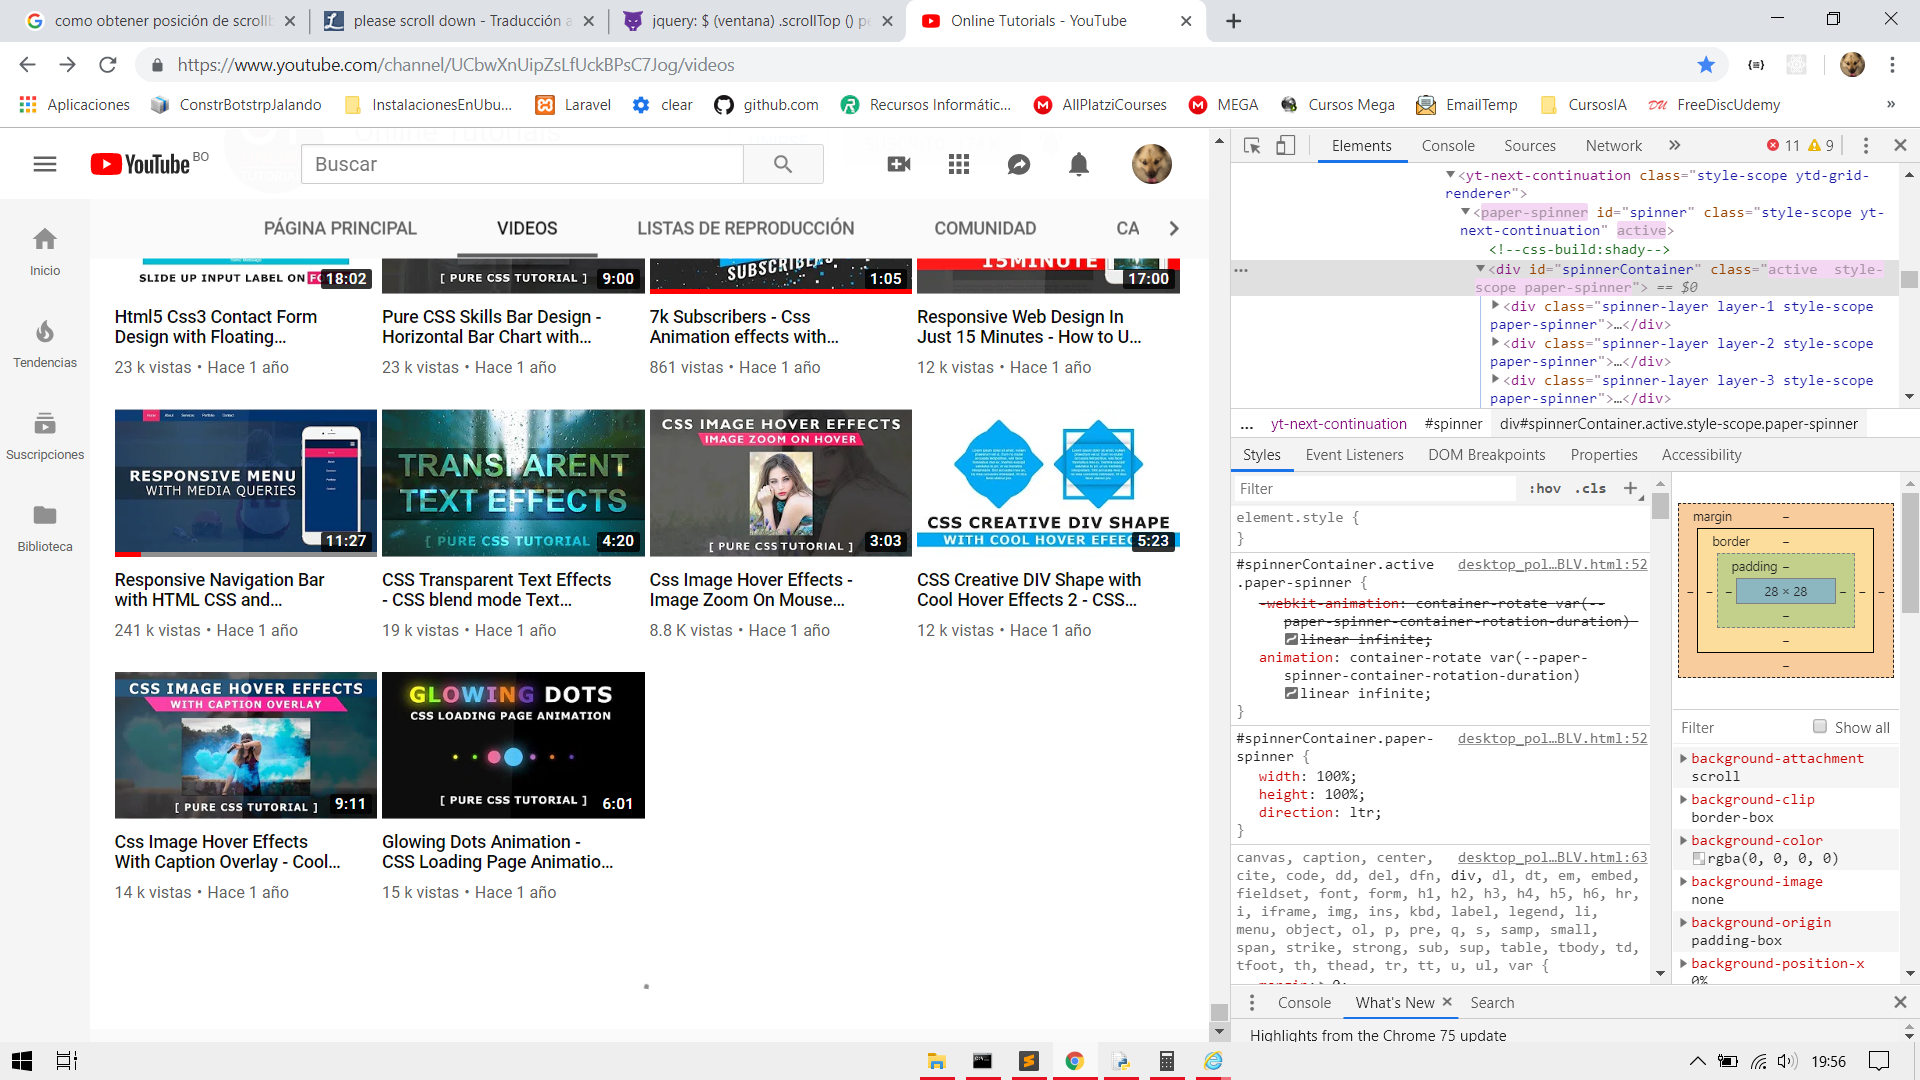 como obtener posición de scrollb
please scroll down - Traducción a
jquery: $ (ventana) .scrollTop () pe
Online Tutorials - YouTube
https://www.youtube.com/channel/UCbwXnUipZsLfUckBPsC7Jog/videos
Aplicaciones
ConstrBotstrpJalando
InstalacionesEnUbu...
Laravel
clear
github.com
Recursos Informátic...
AllPlatziCourses
MEGA
Cursos Mega
EmailTemp
CursosIA
FreeDiscUdemy
»
Online Tutorials
YouTube BO
Buscar
Inicio
Tendencias
Suscripciones
Biblioteca
PÁGINA PRINCIPAL
VIDEOS
LISTAS DE REPRODUCCIÓN
COMUNIDAD
CA
SLIDE UP INPUT LABEL ON FO
18:02
[ PURE CSS TUTORIAL ]
9:00
SUBSCRIBERS
1:05
15MINUTE
17:00
Html5 Css3 Contact Form
Design with Floating...
23 k vistas • Hace 1 año
Pure CSS Skills Bar Design -
Horizontal Bar Chart with...
23 k vistas • Hace 1 año
7k Subscribers - Css
Animation effects with...
861 vistas • Hace 1 año
Responsive Web Design In
Just 15 Minutes - How to U...
12 k vistas • Hace 1 año
RESPONSIVE MENU
WITH MEDIA QUERIES
11:27
TRANSPARENT
TEXT EFFECTS
[ PURE CSS TUTORIAL ]
4:20
CSS IMAGE HOVER EFFECTS
IMAGE ZOOM ON HOVER
[ PURE CSS TUTORIAL ]
3:03
CSS CREATIVE DIV SHAPE
WITH COOL HOVER EFEEC
5:23
Responsive Navigation Bar
with HTML CSS and...
241 k vistas • Hace 1 año
CSS Transparent Text Effects
- CSS blend mode Text...
19 k vistas • Hace 1 año
Css Image Hover Effects -
Image Zoom On Mouse...
8.8 K vistas • Hace 1 año
CSS Creative DIV Shape with
Cool Hover Effects 2 - CSS...
12 k vistas • Hace 1 año
CSS IMAGE HOVER EFFECTS
WITH CAPTION OVERLAY
[ PURE CSS TUTORIAL ]
9:11
GLOWING DOTS
CSS LOADING PAGE ANIMATION
[ PURE CSS TUTORIAL ]
6:01
Css Image Hover Effects
With Caption Overlay - Cool...
14 k vistas • Hace 1 año
Glowing Dots Animation -
CSS Loading Page Animatio...
15 k vistas • Hace 1 año
Elements
Console
Sources
Network
»
11
9
<yt-next-continuation class="style-scope ytd-grid-
renderer">
<paper-spinner id="spinner" class="style-scope yt-
next-continuation" active>
<!--css-build:shady-->
...
<div id="spinnerContainer" class="active style-
scope paper-spinner"> == $0
<div class="spinner-layer layer-1 style-scope
paper-spinner">…</div>
<div class="spinner-layer layer-2 style-scope
paper-spinner">…</div>
<div class="spinner-layer layer-3 style-scope
paper-spinner">…</div>
... yt-next-continuation #spinner div#spinnerContainer.active.style-scope.paper-spinner
Styles
Event Listeners
DOM Breakpoints
Properties
Accessibility
Filter
:hov .cls +
element.style {
}
#spinnerContainer.active desktop_pol…BLV.html:52
.paper-spinner {
-webkit-animation: container-rotate var(--
paper-spinner-container-rotation-duration)
linear infinite;
animation: container-rotate var(--paper-
spinner-container-rotation-duration)
linear infinite;
}
#spinnerContainer.paper- desktop_pol…BLV.html:52
spinner {
width: 100%;
height: 100%;
direction: ltr;
}
canvas, caption, center, desktop_pol…BLV.html:63
cite, code, dd, del, dfn, div, dl, dt, em, embed,
fieldset, font, form, h1, h2, h3, h4, h5, h6, hr,
i, iframe, img, ins, kbd, label, legend, li,
menu, object, ol, p, pre, q, s, samp, small,
span, strike, strong, sub, sup, table, tbody, td,
tfoot, th, thead, tr, tt, u, ul, var {
margin: 0;
margin –
border –
padding –
– – – 28 × 28 – – –
–
–
–
Filter
Show all
background-attachment
scroll
background-clip
border-box
background-color
rgba(0, 0, 0, 0)
background-image
none
background-origin
padding-box
background-position-x
0%
Console
What's New
Search
Highlights from the Chrome 75 update
19:56